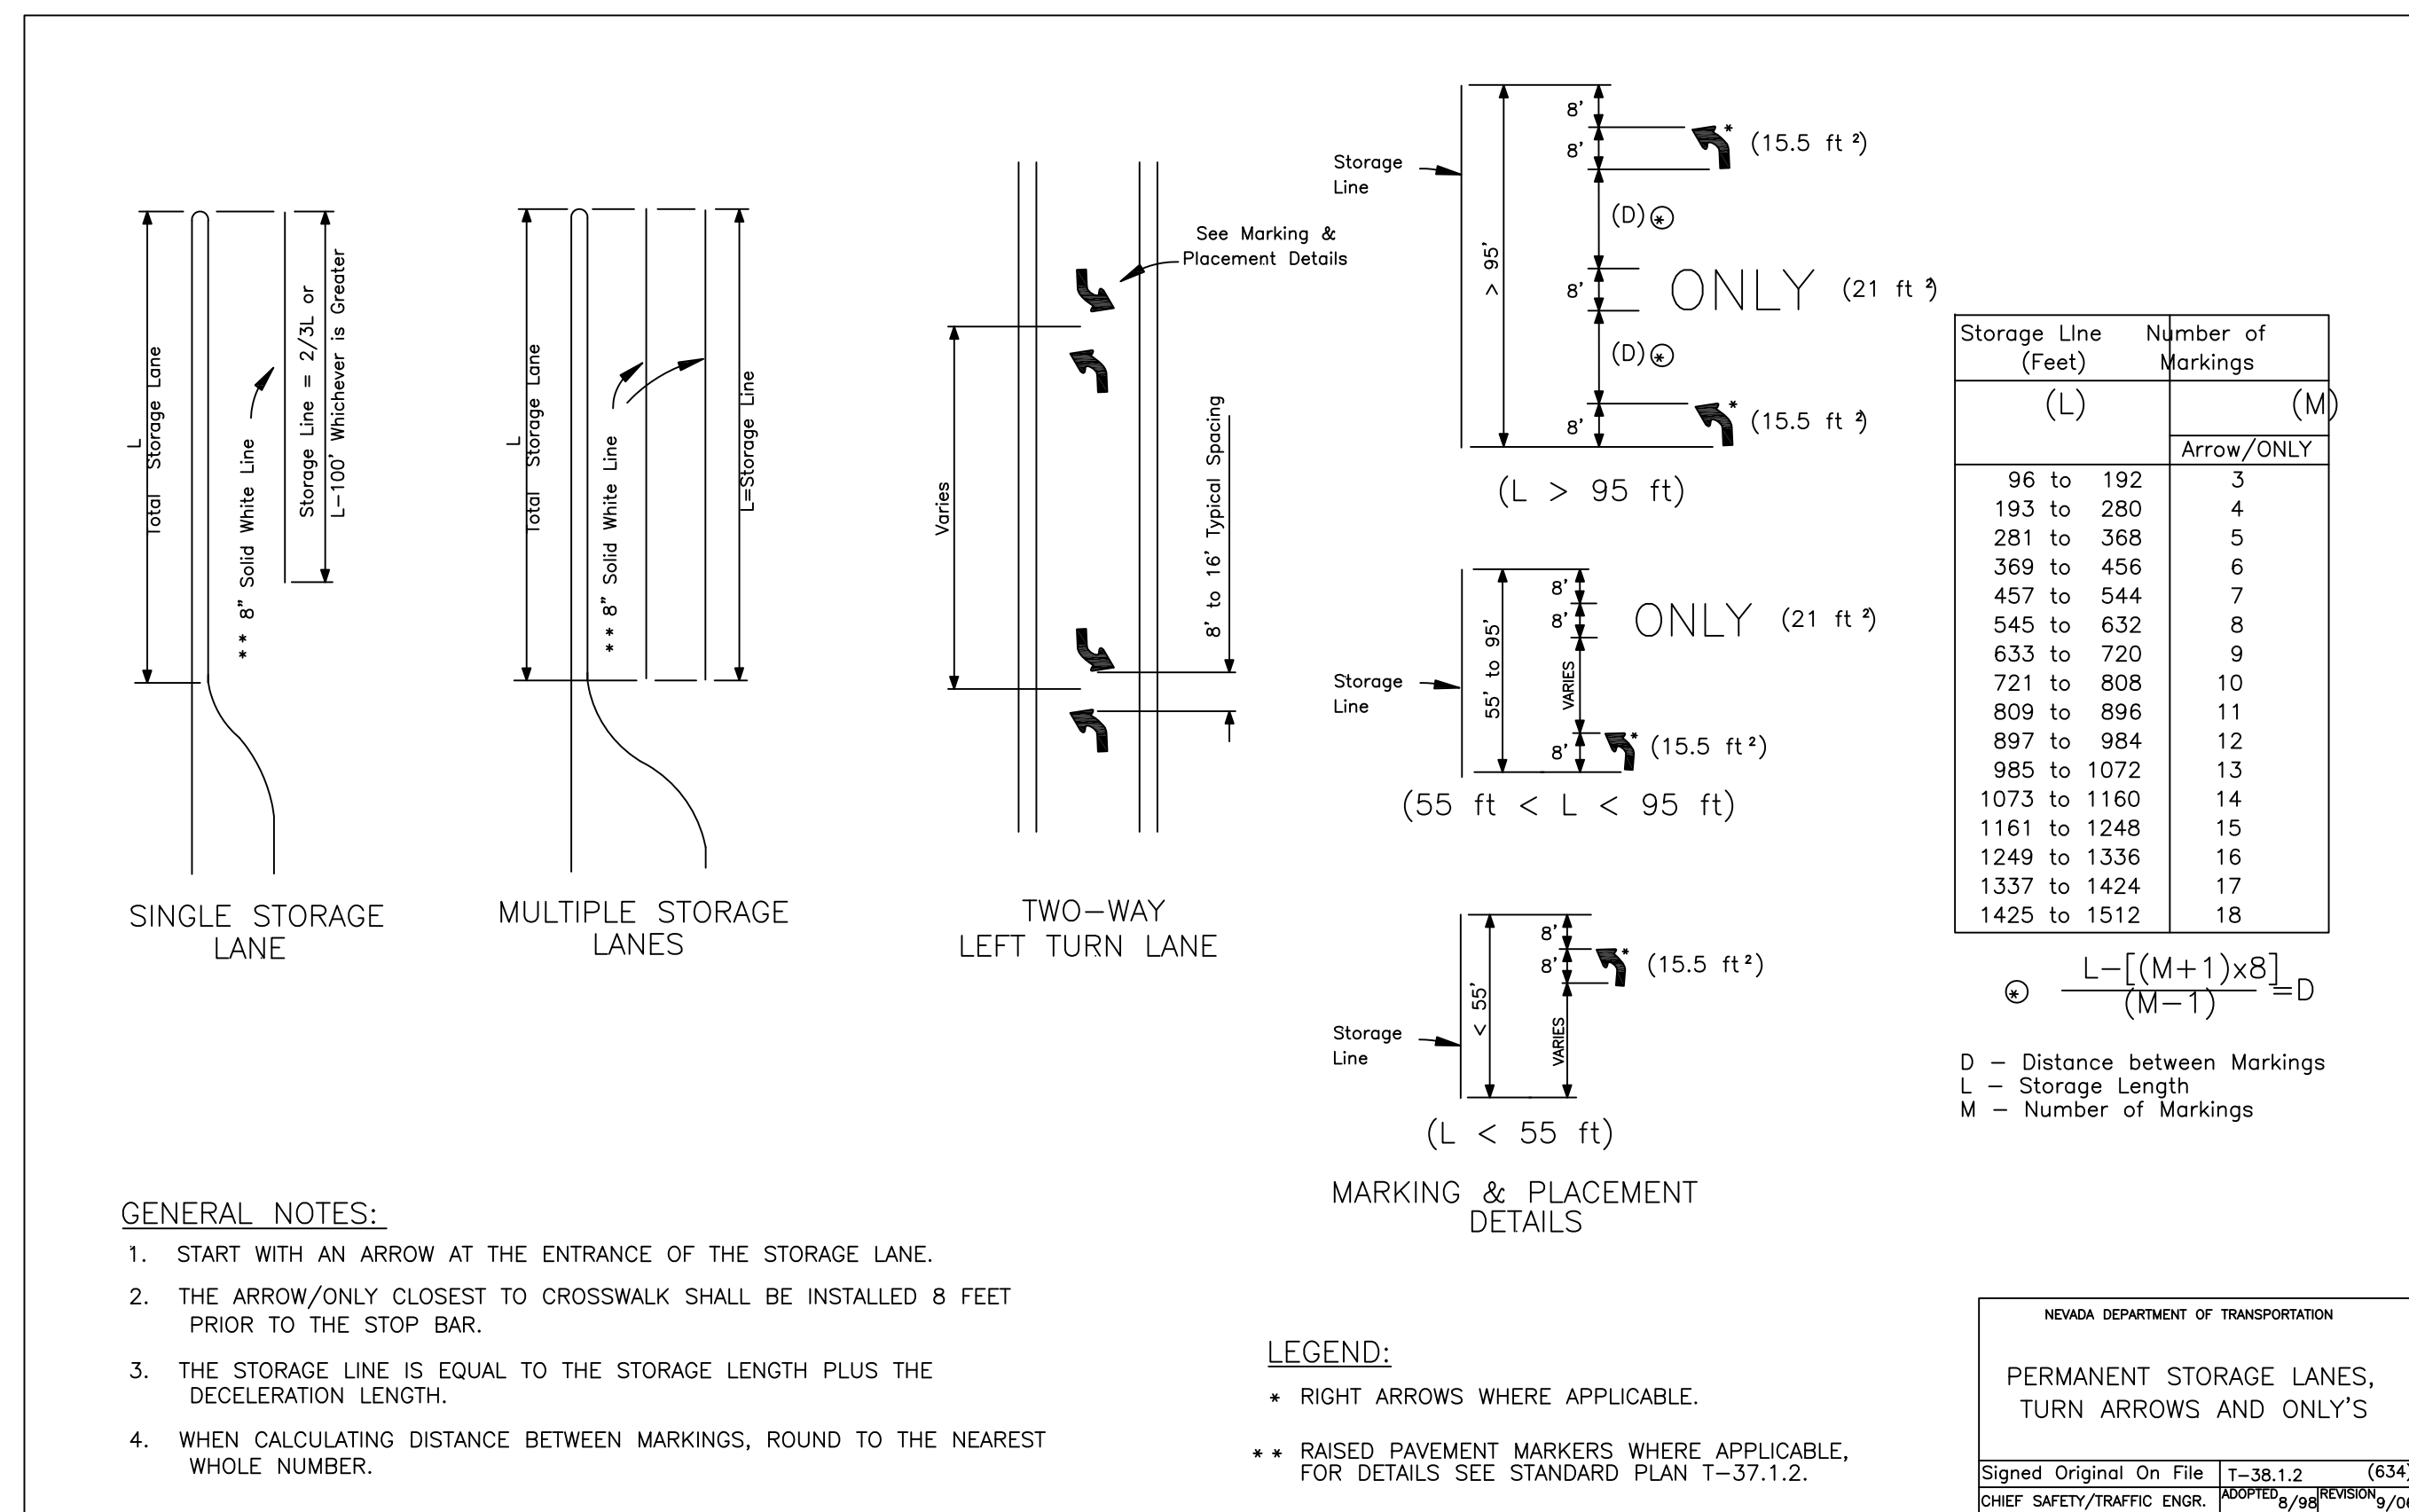 L
Total Storage Lane
** 8" Solid White Line
Storage Line = 2/3L or
L-100' Whichever is Greater
SINGLE STORAGE
LANE
L
Total Storage Lane
** 8" Solid White Line
L=Storage Line
MULTIPLE STORAGE
LANES
See Marking &
Placement Details
Varies
8' to 16' Typical Spacing
TWO-WAY
LEFT TURN LANE
Storage
Line
> 95'
8'
8'
* (15.5 ft²)
(D)⊛
8'
ONLY (21 ft²)
(D)⊛
8'
* (15.5 ft²)
(L > 95 ft)
Storage
Line
55' to 95'
8'
8'
ONLY (21 ft²)
VARIES
8'
* (15.5 ft²)
(55 ft < L < 95 ft)
Storage
Line
< 55'
8'
8'
* (15.5 ft²)
VARIES
(L < 55 ft)
MARKING & PLACEMENT
DETAILS
Storage LIne Number of
(Feet) Markings
(L) (M)
Arrow/ONLY
96 to 192 3
193 to 280 4
281 to 368 5
369 to 456 6
457 to 544 7
545 to 632 8
633 to 720 9
721 to 808 10
809 to 896 11
897 to 984 12
985 to 1072 13
1073 to 1160 14
1161 to 1248 15
1249 to 1336 16
1337 to 1424 17
1425 to 1512 18
⊛ L-[(M+1)x8]
(M-1) =D
D - Distance between Markings
L - Storage Length
M - Number of Markings
GENERAL NOTES:
1. START WITH AN ARROW AT THE ENTRANCE OF THE STORAGE LANE.
2. THE ARROW/ONLY CLOSEST TO CROSSWALK SHALL BE INSTALLED 8 FEET
PRIOR TO THE STOP BAR.
3. THE STORAGE LINE IS EQUAL TO THE STORAGE LENGTH PLUS THE
DECELERATION LENGTH.
4. WHEN CALCULATING DISTANCE BETWEEN MARKINGS, ROUND TO THE NEAREST
WHOLE NUMBER.
LEGEND:
* RIGHT ARROWS WHERE APPLICABLE.
** RAISED PAVEMENT MARKERS WHERE APPLICABLE,
FOR DETAILS SEE STANDARD PLAN T-37.1.2.
NEVADA DEPARTMENT OF TRANSPORTATION
PERMANENT STORAGE LANES,
TURN ARROWS AND ONLY'S
Signed Original On File T-38.1.2 (634)
CHIEF SAFETY/TRAFFIC ENGR. ADOPTED 8/98 REVISION 9/06